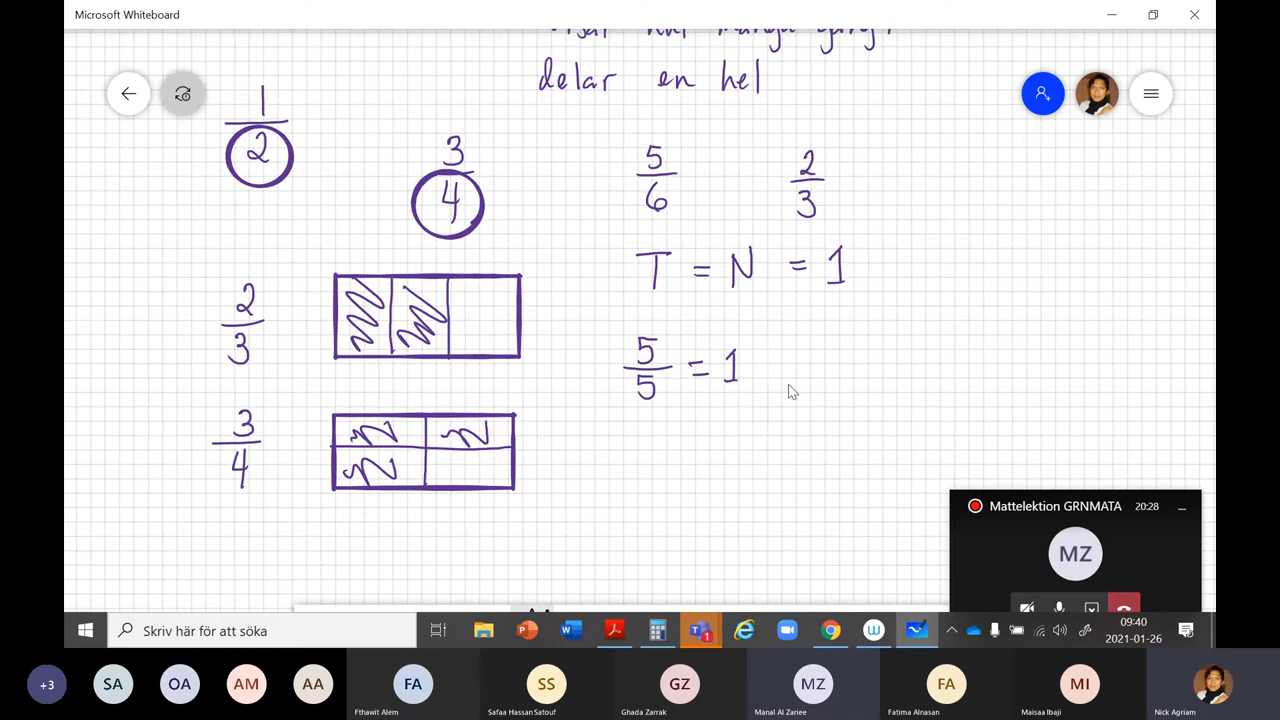 Microsoft Whiteboard
delar en hel
1/2
3/4
5/6
2/3
T = N = 1
2/3
5/5 = 1
3/4
Mattelektion GRNMATA 20:28
MZ
Skriv här för att söka
1
09:40
2021-01-26
+3 SA OA AM AA FA SS GZ MZ FA MI
Fthawit Alem Safaa Hassan Satouf Ghada Zarrak Manal Al Zariee Fatima Alnasan Maisaa Ibaji Nick Agriam